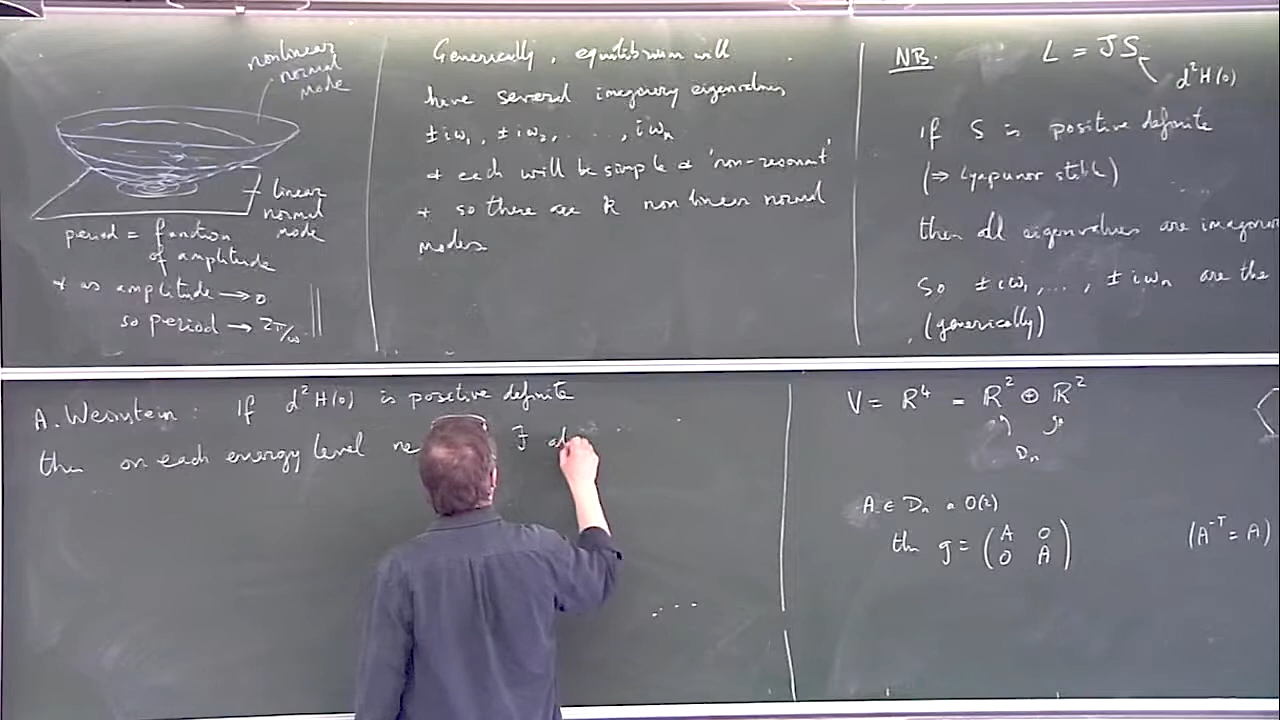 nonlinear
normal
mode
linear
normal
mode
period = function
of amplitude
+ as amplitude → 0
so period → 2π/ω
Generically, equilibrium will
have several imaginary eigenvalues
±iω₁, ±iω₂, ..., iωₖ
+ each will be simple & 'non-resonant'
+ so there are k non linear normal
modes
NB. L = JS
d²H(0)
If S is positive definite
(⇒ Lyapunov stable)
then all eigenvalues are imaginar
So ±iω₁, ..., ±iωₙ are the
(generically)
A. Weinstein: If d²H(0) is positive definite
then on each energy level ne ∃ at
V = R⁴ = R² ⊕ R²
Dₙ
A ∈ Dₙ ⊂ O(2)
then g = (A 0
0 A)
(A⁻ᵀ = A)